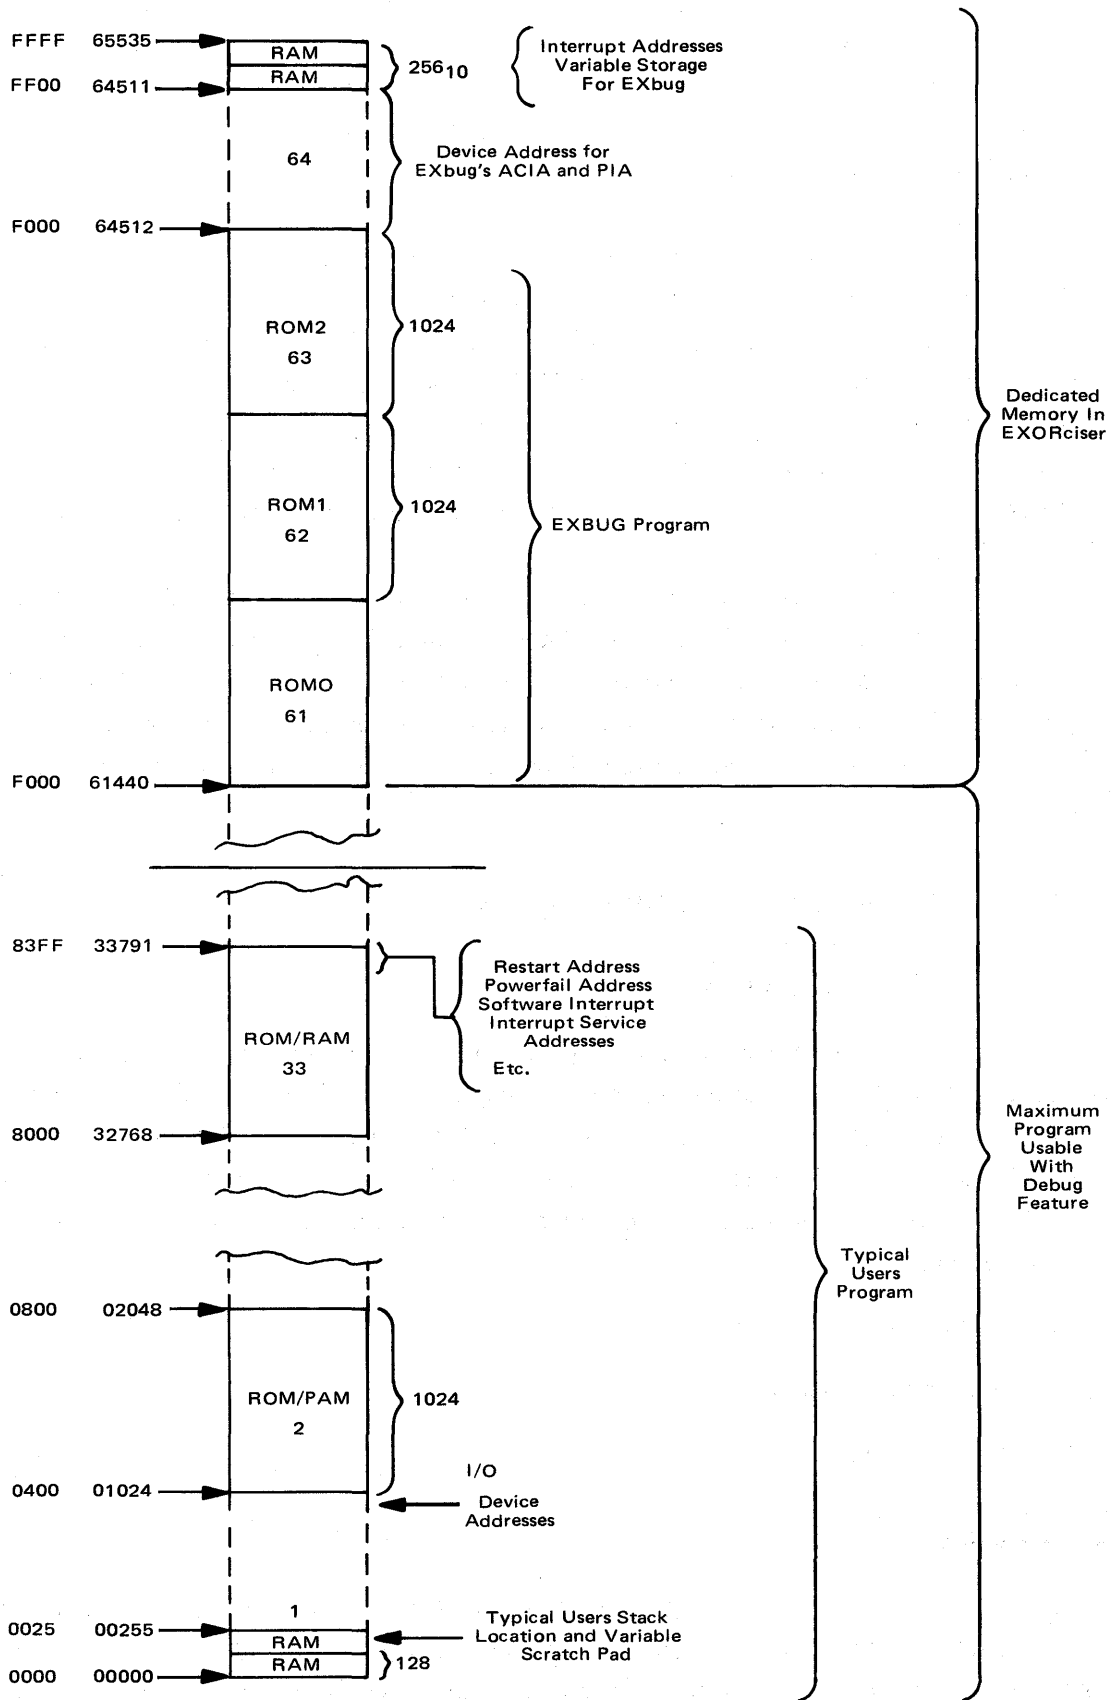 FFFF 65535
RAM
256₁₀
RAM
FF00 64511
Interrupt Addresses
Variable Storage
For EXbug
64
Device Address for
EXbug's ACIA and PIA
F000 64512
ROM2
63
1024
Dedicated
Memory In
EXORciser
ROM1
62
1024
EXBUG Program
ROMO
61
F000 61440
83FF 33791
Restart Address
Powerfail Address
Software Interrupt
Interrupt Service
Addresses
Etc.
ROM/RAM
33
8000 32768
Maximum
Program
Usable
With
Debug
Feature
Typical
Users
Program
0800 02048
ROM/PAM
2
1024
I/O
0400 01024
Device
Addresses
1
0025 00255
RAM
Typical Users Stack
Location and Variable
Scratch Pad
RAM
128
0000 00000